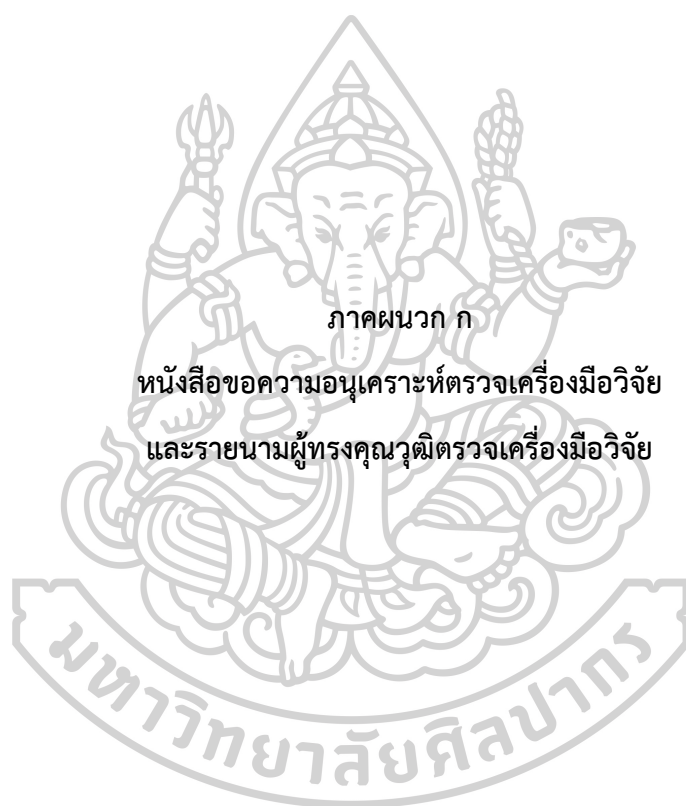 ภาคผนวก ก
หนังสือขอความอนุเคราะห์ตรวจเครื่องมือวิจัย
และรายนามผู้ทรงคุณวุฒิตรวจเครื่องมือวิจัย
มหาวิทยาลัยศิลปากร